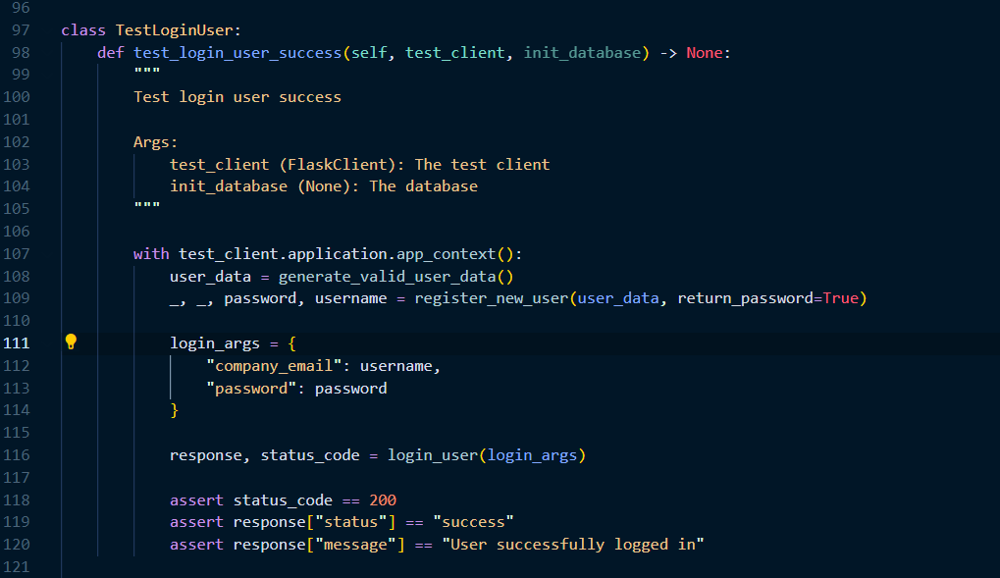 96
97 class TestLoginUser:
98     def test_login_user_success(self, test_client, init_database) -> None:
99         """
100         Test login user success
101
102         Args:
103             test_client (FlaskClient): The test client
104             init_database (None): The database
105         """
106
107         with test_client.application.app_context():
108             user_data = generate_valid_user_data()
109             _, _, password, username = register_new_user(user_data, return_password=True)
110
111             login_args = {
112                 "company_email": username,
113                 "password": password
114             }
115
116             response, status_code = login_user(login_args)
117
118             assert status_code == 200
119             assert response["status"] == "success"
120             assert response["message"] == "User successfully logged in"
121